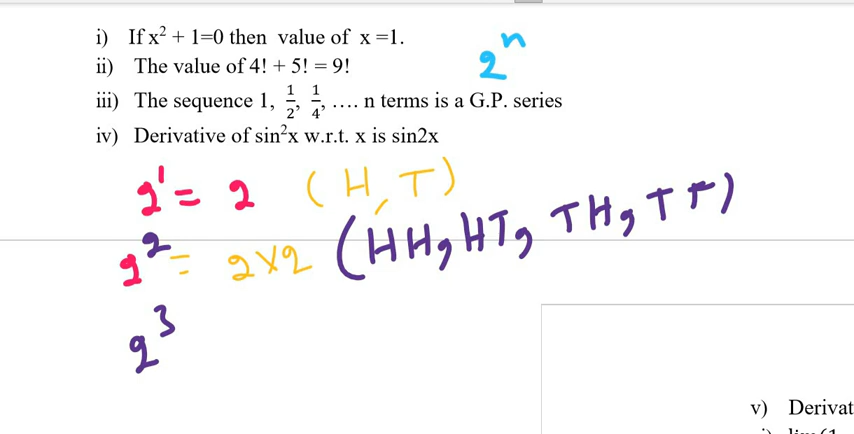 i) If x² + 1=0 then value of x =1.
ii) The value of 4! + 5! = 9!
iii) The sequence 1, 1/2, 1/4, .... n terms is a G.P. series
iv) Derivative of sin²x w.r.t. x is sin2x
2ⁿ
2¹ = 2 (H, T)
2² = 2×2 (HH, HT, TH, TT)
2³
v) Derivat